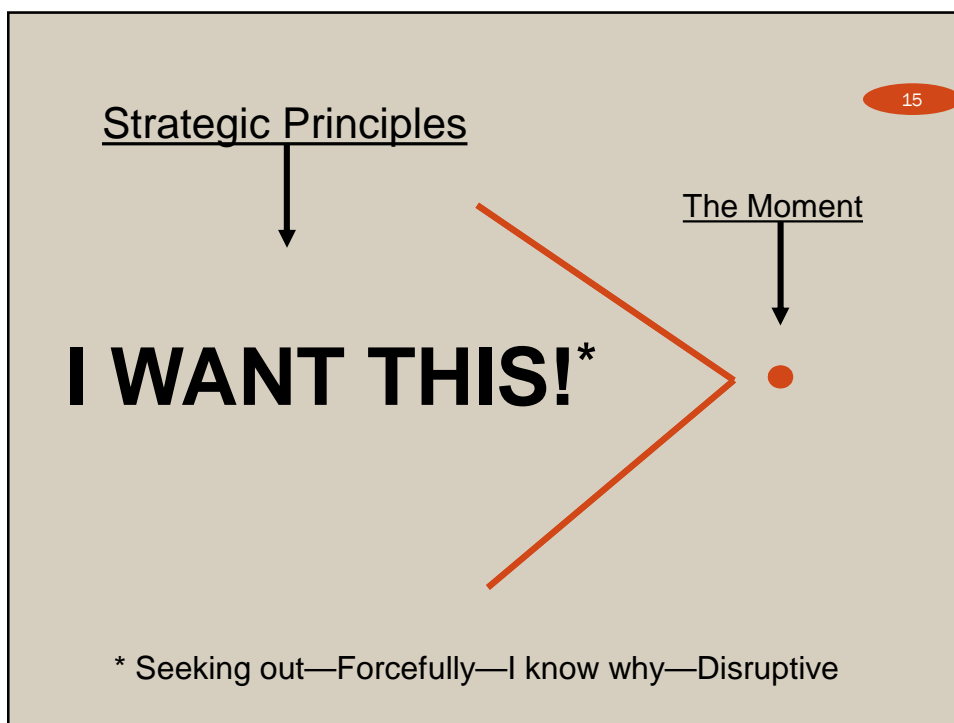 15
Strategic Principles
The Moment
I WANT THIS!*
* Seeking out—Forcefully—I know why—Disruptive